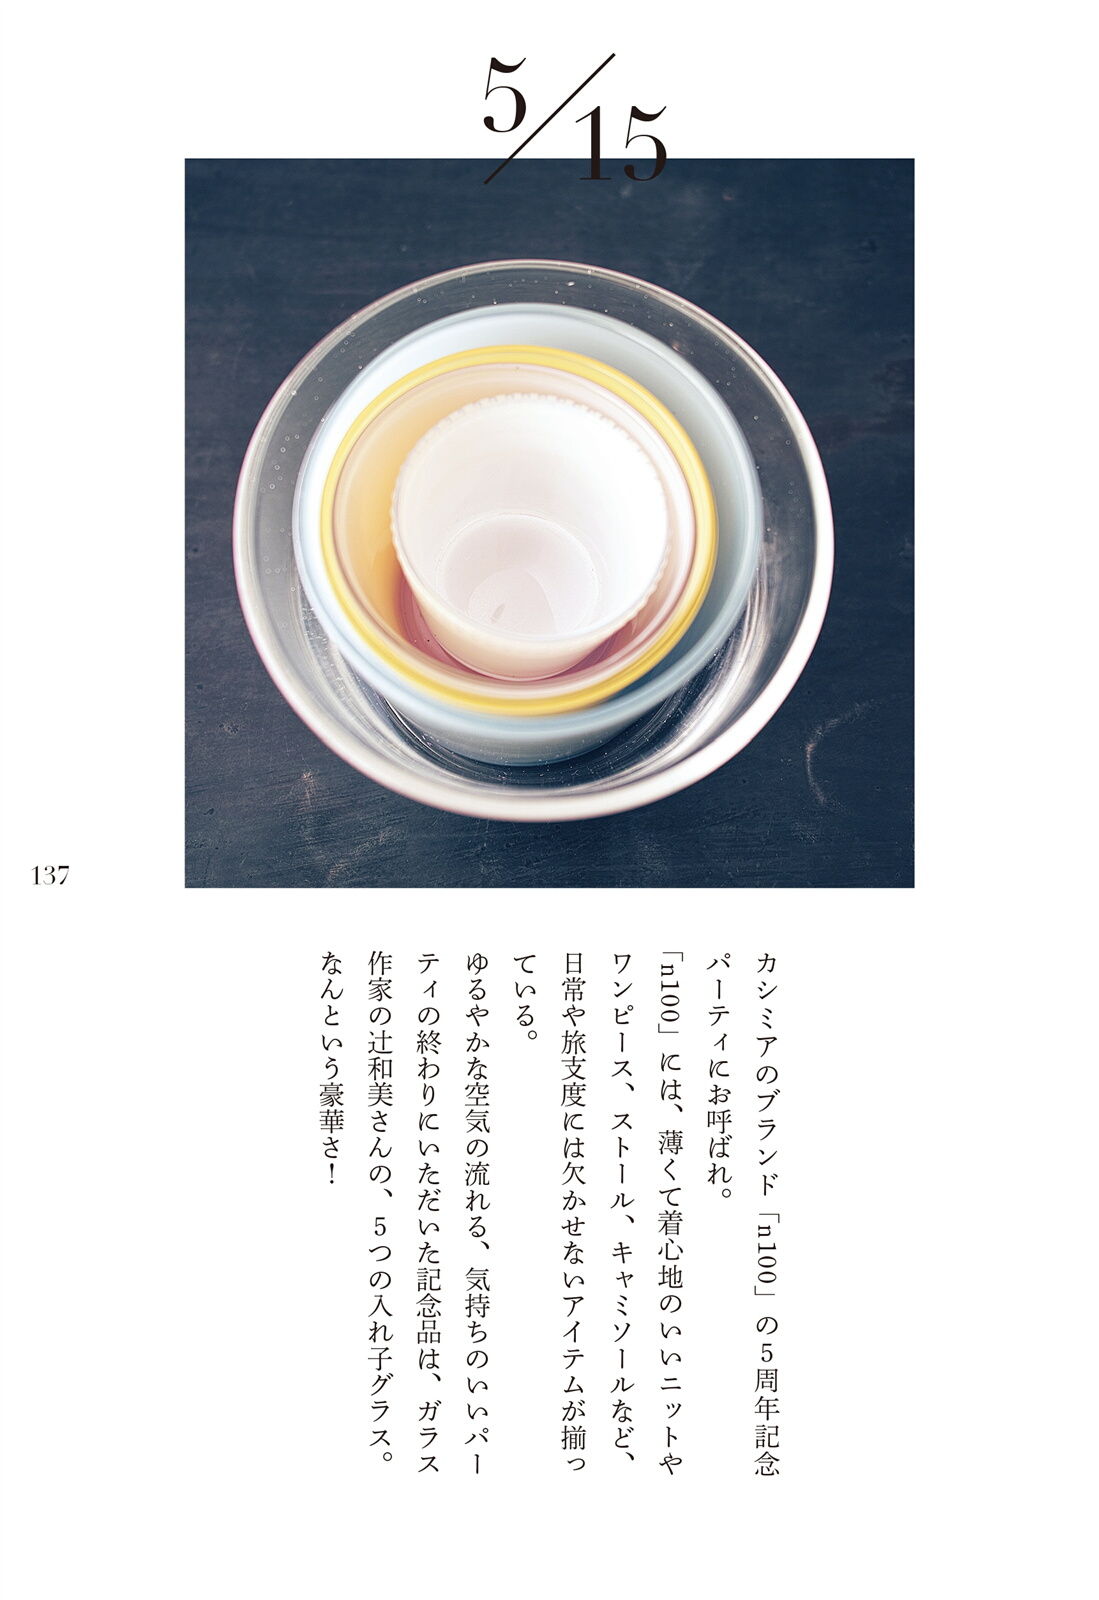 5/15
カシミアのブランド「n100」の5周年記念
パーティにお呼ばれ。
「n100」には、薄くて着心地のいいニットや
ワンピース、ストール、キャミソールなど、
日常や旅支度には欠かせないアイテムが揃っ
ている。
ゆるやかな空気の流れる、気持ちのいいパー
ティの終わりにいただいた記念品は、ガラス
作家の辻和美さんの、5つの入れ子グラス。
なんという豪華さ！
137